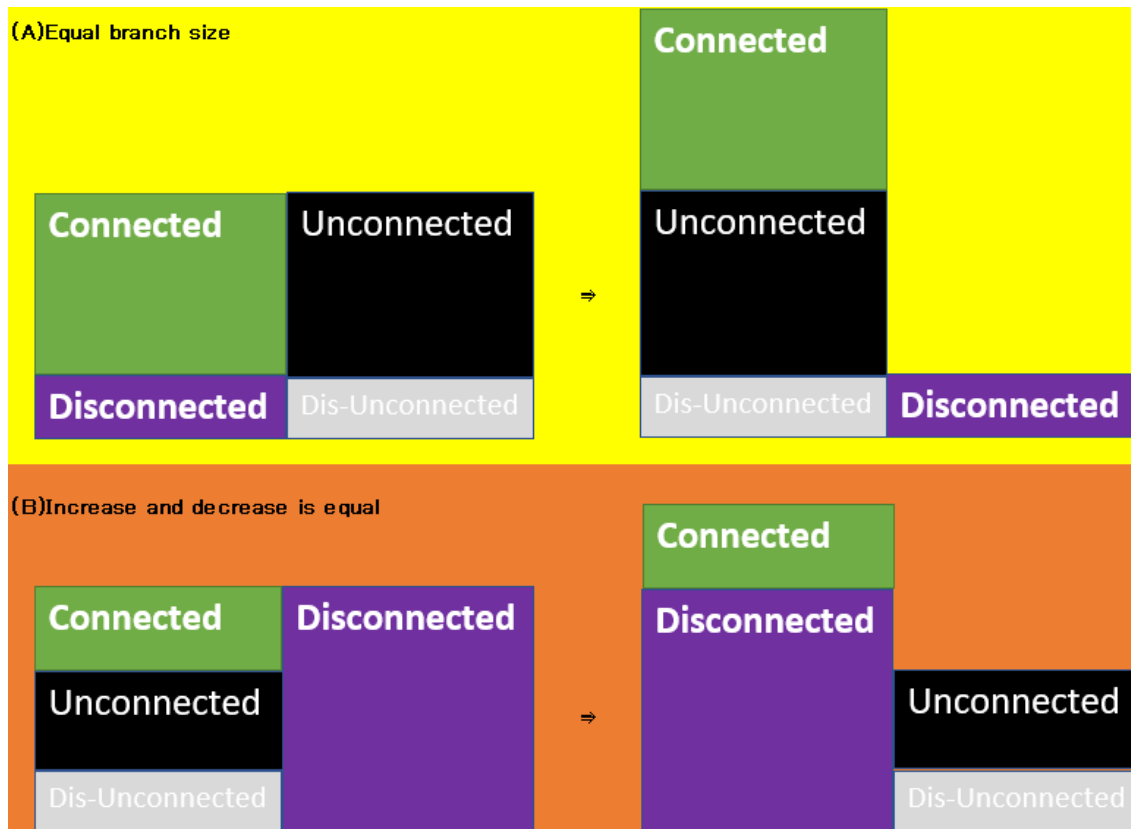 (A)Equal branch size
Connected
Connected
Unconnected
Unconnected
⇒
Disconnected
Dis-Unconnected
Dis-Unconnected
Disconnected
(B)Increase and decrease is equal
Connected
Connected
Disconnected
Disconnected
Unconnected
⇒
Unconnected
Dis-Unconnected
Dis-Unconnected